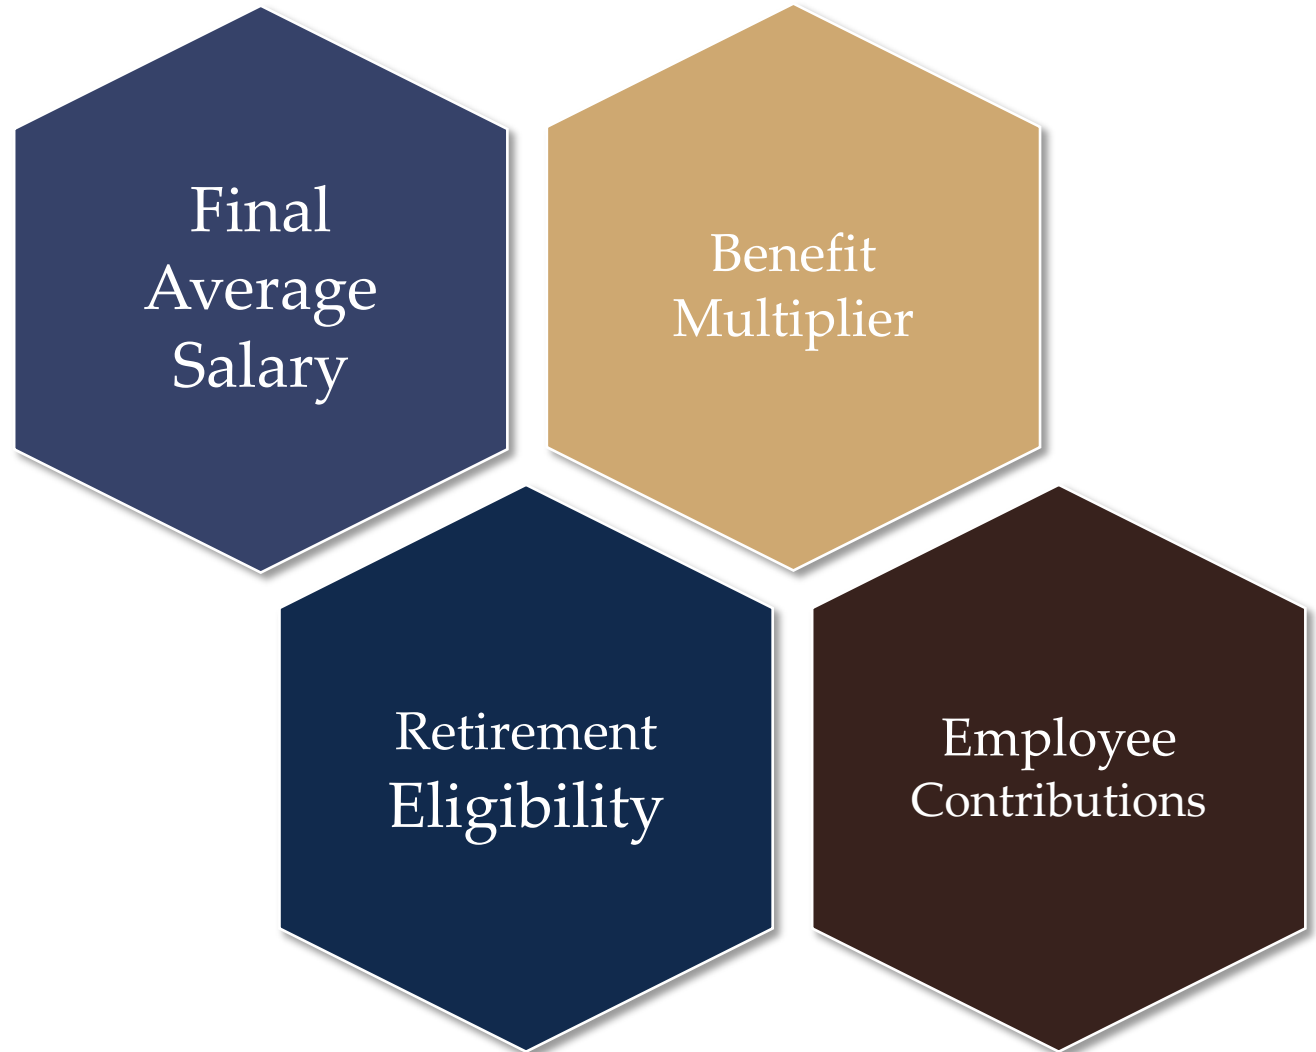 Final
Average
Salary
Benefit
Multiplier
Retirement
Eligibility
Employee
Contributions